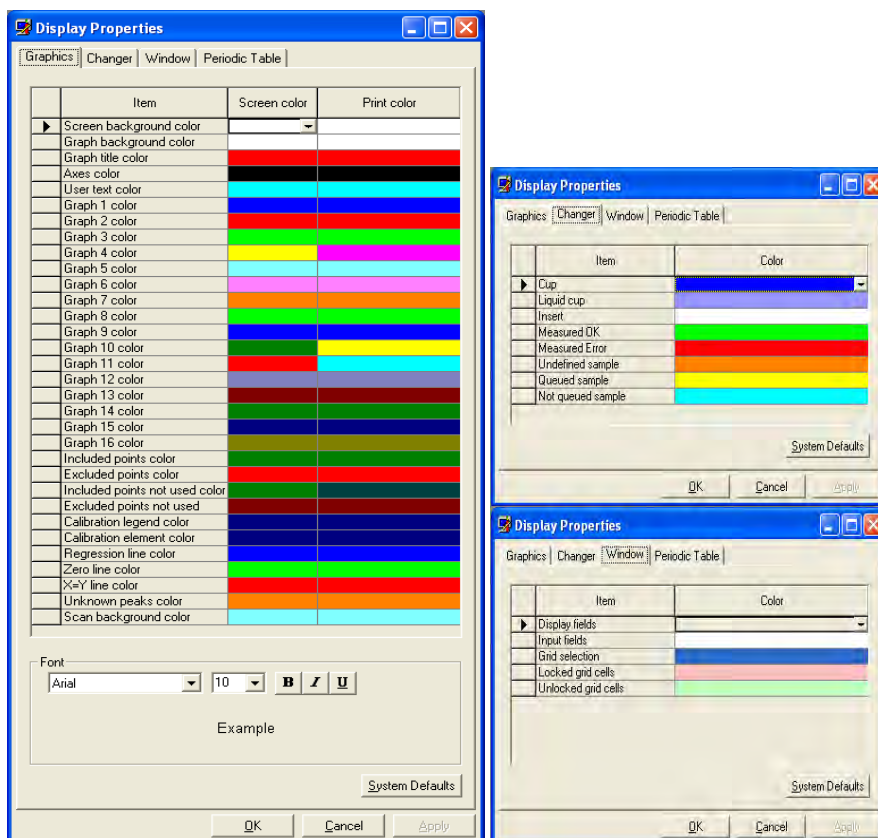 Display Properties
Graphics Changer Window Periodic Table
Item Screen color Print color
Screen background color
Graph background color
Graph title color
Axes color
User text color
Graph 1 color
Graph 2 color
Graph 3 color
Graph 4 color
Graph 5 color
Graph 6 color
Graph 7 color
Graph 8 color
Graph 9 color
Graph 10 color
Graph 11 color
Graph 12 color
Graph 13 color
Graph 14 color
Graph 15 color
Graph 16 color
Included points color
Excluded points color
Included points not used color
Excluded points not used
Calibration legend color
Calibration element color
Regression line color
Zero line color
X=Y line color
Unknown peaks color
Scan background color
Font
Arial 10 B I U
Example
System Defaults
OK Cancel Apply
Display Properties
Graphics Changer Window Periodic Table
Item Color
Cup
Liquid cup
Insert
Measured OK
Measured Error
Undefined sample
Queued sample
Not queued sample
System Defaults
OK Cancel Apply
Display Properties
Graphics Changer Window Periodic Table
Item Color
Display fields
Input fields
Grid selection
Locked grid cells
Unlocked grid cells
System Defaults
OK Cancel Apply